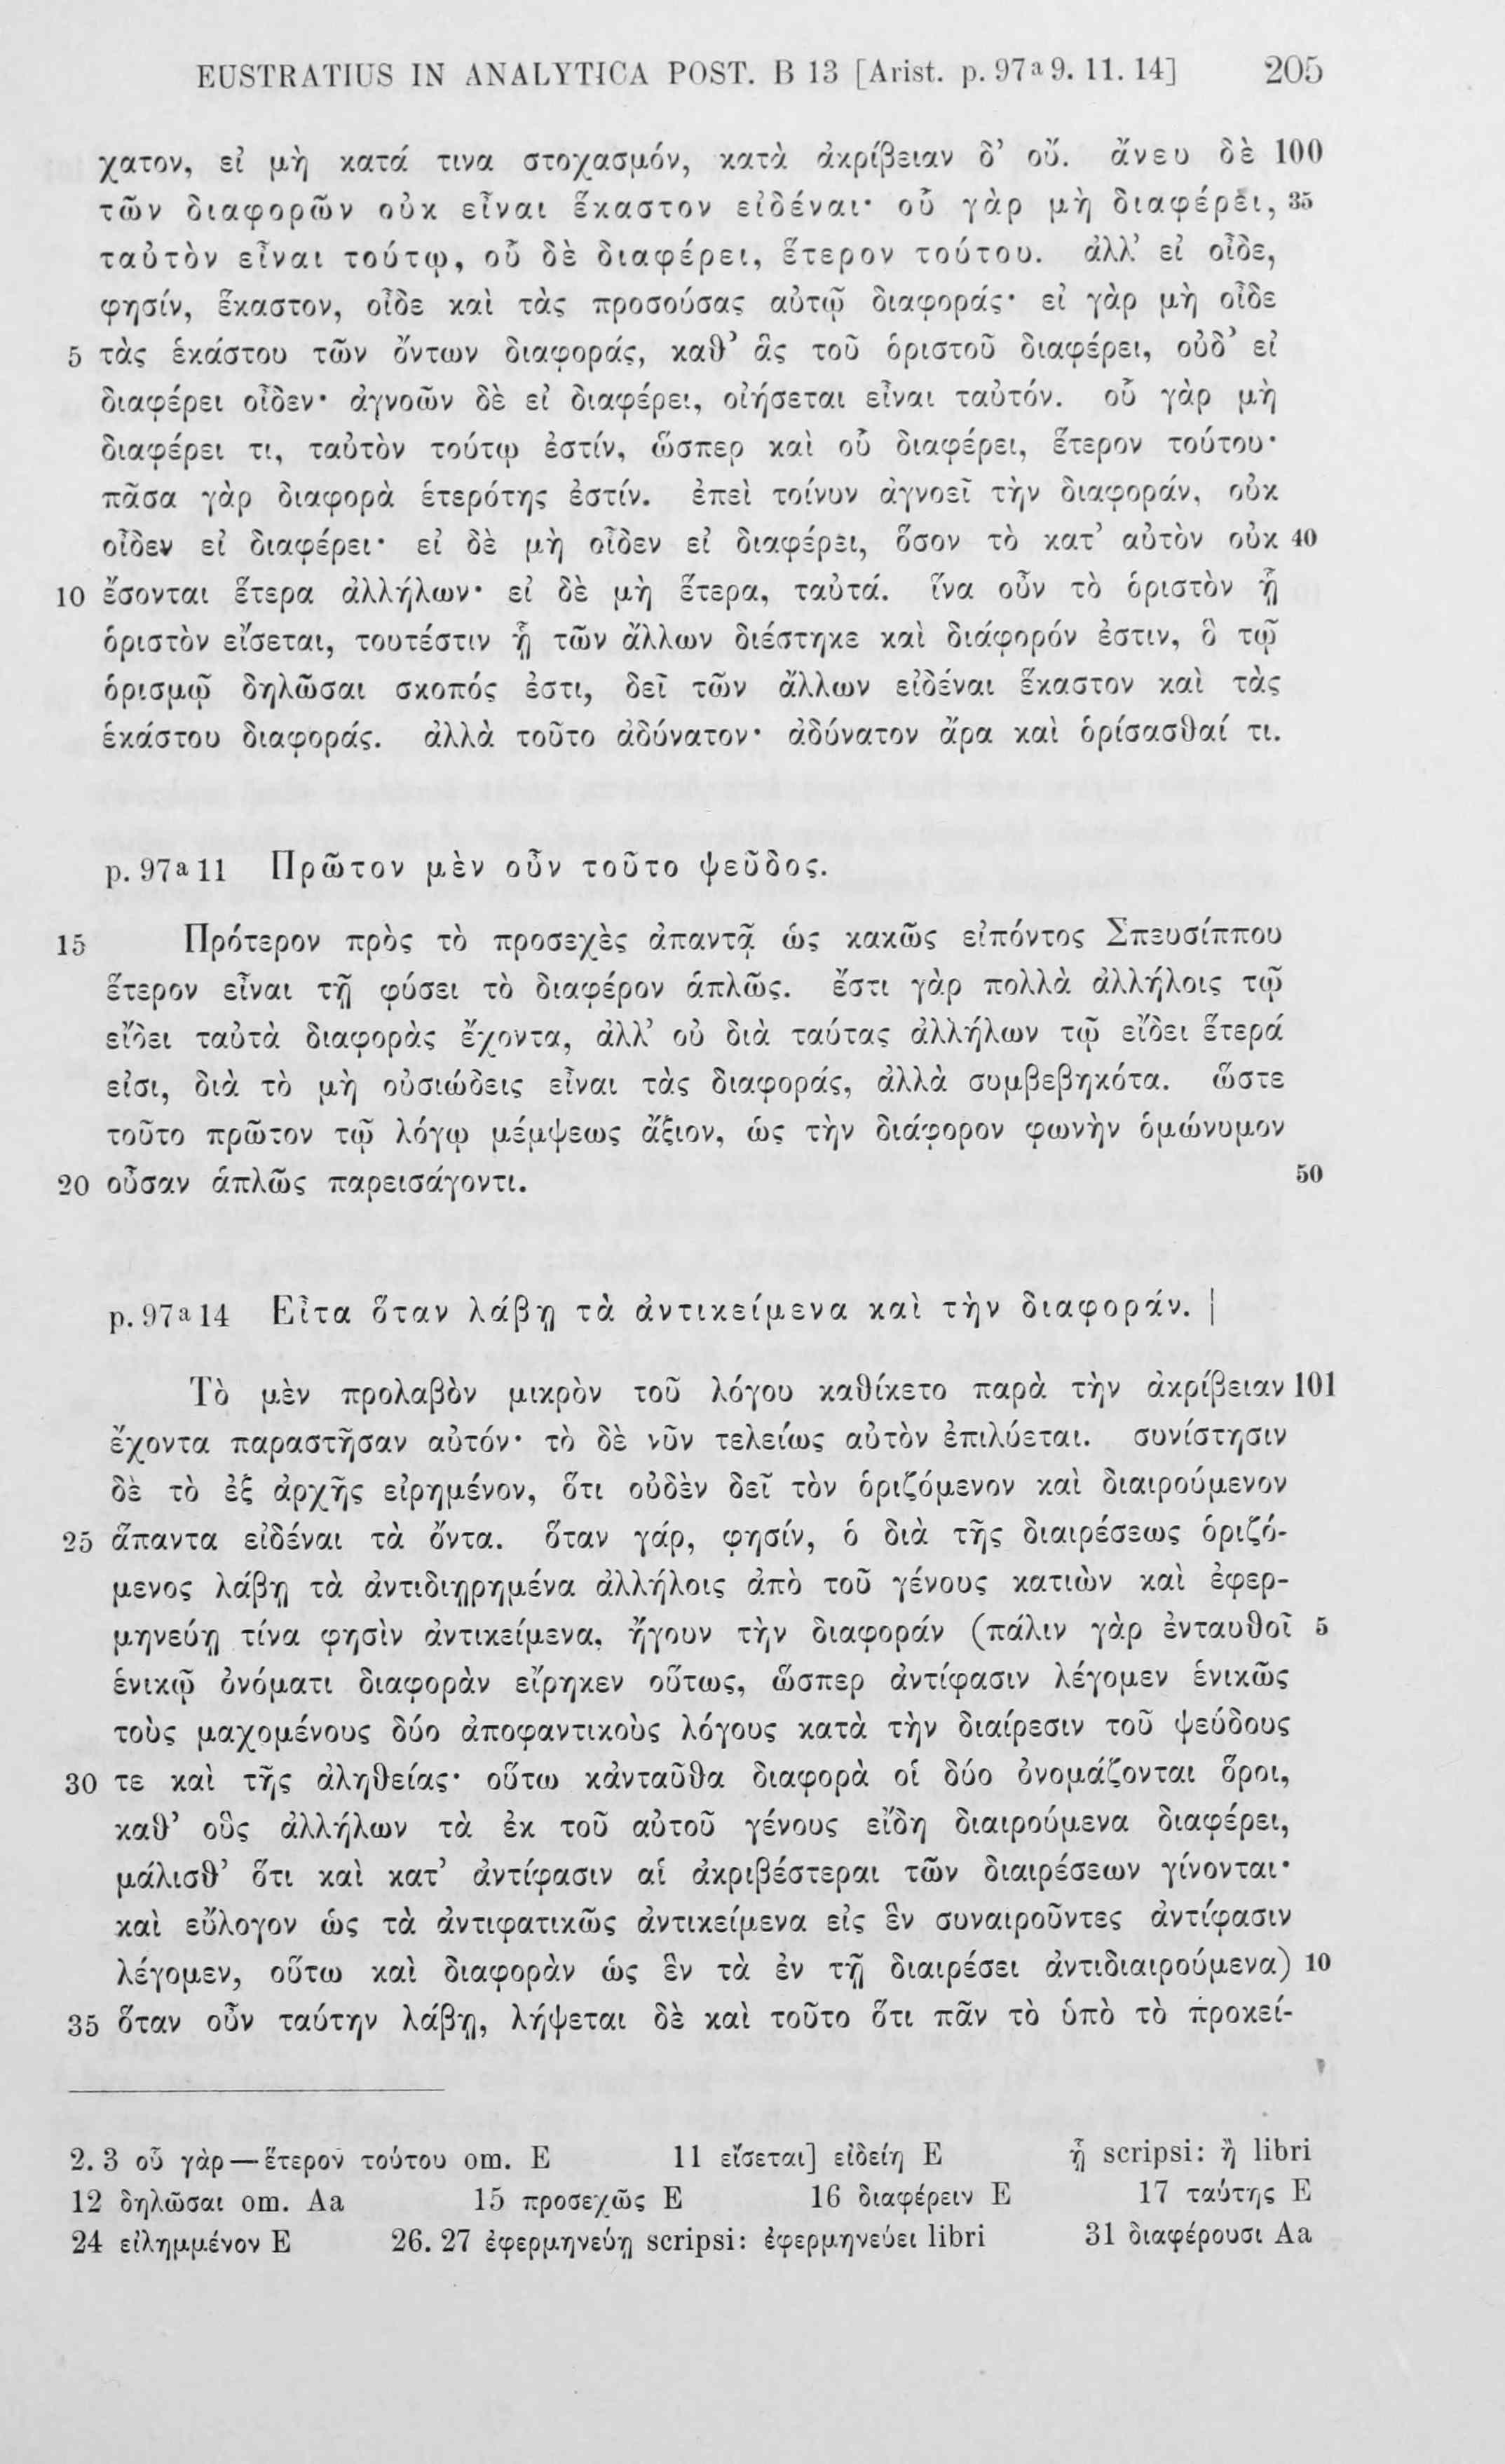 EUSTRATIUS IN ANALYTICA POST. B 13 [Arist. p. 97a 9. 11. 14] 205
χατον, εἰ μὴ κατά τινα στοχασμόν, κατὰ ἀκρίβειαν δ’ οὔ. ἄνευ δὲ 100
τῶν διαφορῶν οὐκ εἶναι ἕκαστον εἰδέναι· οὗ γὰρ μὴ διαφέρει, 35
ταὐτὸν εἶναι τούτῳ, οὗ δὲ διαφέρει, ἕτερον τούτου. ἀλλ’ εἰ οἶδε,
φησίν, ἕκαστον, οἶδε καὶ τὰς προσούσας αὐτῷ διαφοράς· εἰ γὰρ μὴ οἶδε
5 τὰς ἑκάστου τῶν ὄντων διαφοράς, καθ’ ἃς τοῦ ὁριστοῦ διαφέρει, οὐδ’ εἰ
διαφέρει οἶδεν· ἀγνοῶν δὲ εἰ διαφέρει, οἰήσεται εἶναι ταὐτόν. οὗ γὰρ μὴ
διαφέρει τι, ταὐτὸν τούτῳ ἐστίν, ὥσπερ καὶ οὗ διαφέρει, ἕτερον τούτου·
πᾶσα γὰρ διαφορὰ ἑτερότης ἐστίν. ἐπεὶ τοίνυν ἀγνοεῖ τὴν διαφοράν, οὐκ
οἶδεν εἰ διαφέρει· εἰ δὲ μὴ οἶδεν εἰ διαφέρει, ὅσον τὸ κατ’ αὐτὸν οὐκ 40
10 ἔσονται ἕτερα ἀλλήλων· εἰ δὲ μὴ ἕτερα, ταὐτά. ἵνα οὖν τὸ ὁριστὸν ᾗ
ὁριστὸν εἴσεται, τουτέστιν ᾗ τῶν ἄλλων διέστηκε καὶ διάφορόν ἐστιν, ὃ τῷ
ὁρισμῷ δηλῶσαι σκοπός ἐστι, δεῖ τῶν ἄλλων εἰδέναι ἕκαστον καὶ τὰς
ἑκάστου διαφοράς. ἀλλὰ τοῦτο ἀδύνατον· ἀδύνατον ἄρα καὶ ὁρίσασθαί τι.
p. 97a 11 Πρῶτον μὲν οὖν τοῦτο ψεῦδος.
15 Πρότερον πρὸς τὸ προσεχὲς ἀπαντᾷ ὡς κακῶς εἰπόντος Σπευσίππου
ἕτερον εἶναι τῇ φύσει τὸ διαφέρον ἁπλῶς. ἔστι γὰρ πολλὰ ἀλλήλοις τῷ
εἴδει ταὐτὰ διαφορὰς ἔχοντα, ἀλλ’ οὐ διὰ ταύτας ἀλλήλων τῷ εἴδει ἕτερά
εἰσι, διὰ τὸ μὴ οὐσιώδεις εἶναι τὰς διαφοράς, ἀλλὰ συμβεβηκότα. ὥστε
τοῦτο πρῶτον τῷ λόγῳ μέμψεως ἄξιον, ὡς τὴν διάφορον φωνὴν ὁμώνυμον
20 οὖσαν ἁπλῶς παρεισάγοντι. 50
p. 97a 14 Εἶτα ὅταν λάβῃ τὰ ἀντικείμενα καὶ τὴν διαφοράν. |
Τὸ μὲν προλαβὸν μικρὸν τοῦ λόγου καθίκετο παρὰ τὴν ἀκρίβειαν 101
ἔχοντα παραστῆσαν αὐτόν· τὸ δὲ νῦν τελείως αὐτὸν ἐπιλύεται. συνίστησιν
δὲ τὸ ἐξ ἀρχῆς εἰρημένον, ὅτι οὐδὲν δεῖ τὸν ὁριζόμενον καὶ διαιρούμενον
25 ἅπαντα εἰδέναι τὰ ὄντα. ὅταν γάρ, φησίν, ὁ διὰ τῆς διαιρέσεως ὁριζό-
μενος λάβῃ τὰ ἀντιδιῃρημένα ἀλλήλοις ἀπὸ τοῦ γένους κατιὼν καὶ ἐφερ-
μηνεύῃ τίνα φησὶν ἀντικείμενα, ἤγουν τὴν διαφοράν (πάλιν γὰρ ἐνταυθοῖ 5
ἑνικῷ ὀνόματι διαφορὰν εἴρηκεν οὕτως, ὥσπερ ἀντίφασιν λέγομεν ἑνικῶς
τοὺς μαχομένους δύο ἀποφαντικοὺς λόγους κατὰ τὴν διαίρεσιν τοῦ ψεύδους
30 τε καὶ τῆς ἀληθείας· οὕτω κἀνταῦθα διαφορὰ οἱ δύο ὀνομάζονται ὅροι,
καθ’ οὓς ἀλλήλων τὰ ἐκ τοῦ αὐτοῦ γένους εἴδη διαιρούμενα διαφέρει,
μάλισθ’ ὅτι καὶ κατ’ ἀντίφασιν αἱ ἀκριβέστεραι τῶν διαιρέσεων γίνονται·
καὶ εὔλογον ὡς τὰ ἀντιφατικῶς ἀντικείμενα εἰς ἓν συναιροῦντες ἀντίφασιν
λέγομεν, οὕτω καὶ διαφορὰν ὡς ἓν τὰ ἐν τῇ διαιρέσει ἀντιδιαιρούμενα) 10
35 ὅταν οὖν ταύτην λάβῃ, λήψεται δὲ καὶ τοῦτο ὅτι πᾶν τὸ ὑπὸ τὸ προκεί-
2. 3 οὗ γὰρ — ἕτερον τούτου om. E 11 εἴσεται] εἰδείη E ᾗ scripsi: ἢ libri
12 δηλῶσαι om. Aa 15 προσεχῶς E 16 διαφέρειν E 17 ταύτης E
24 εἰλημμένον E 26. 27 ἐφερμηνεύῃ scripsi: ἐφερμηνεύει libri 31 διαφέρουσι Aa